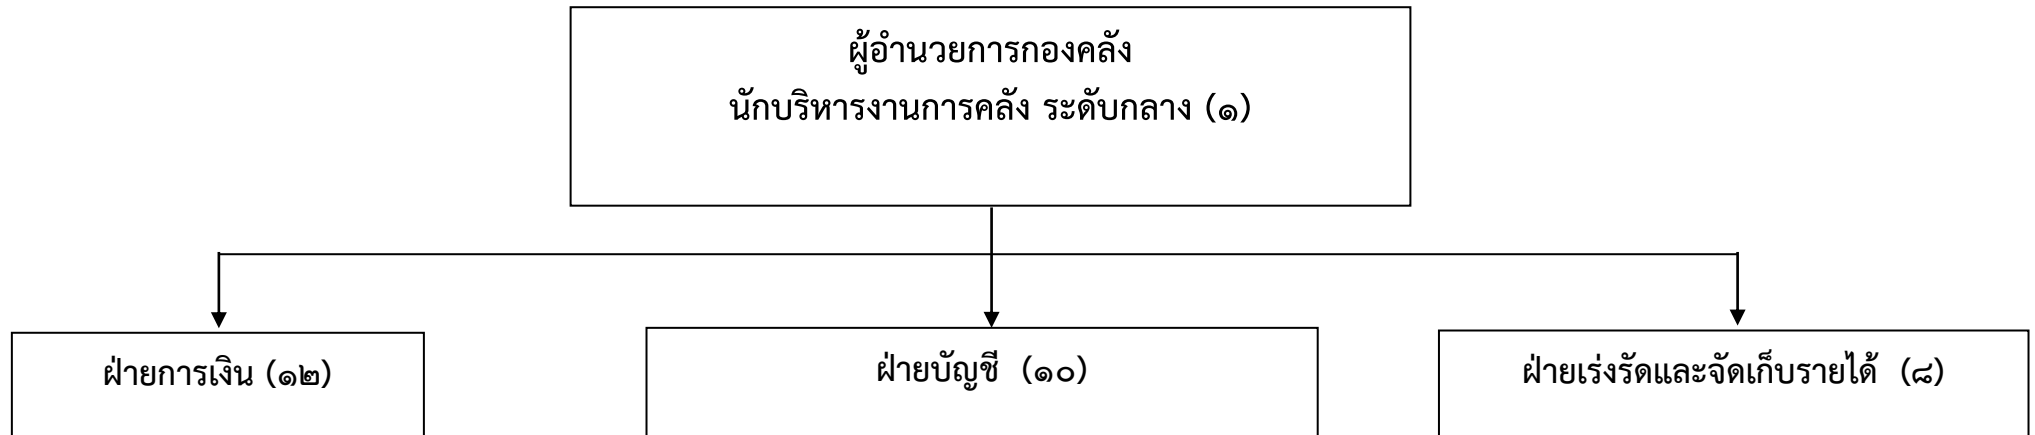 ผู้อำนวยการกองคลัง
นักบริหารงานการคลัง ระดับกลาง (๑)
ฝ่ายการเงิน (๑๒)
ฝ่ายบัญชี (๑๐)
ฝ่ายเร่งรัดและจัดเก็บรายได้ (๘)